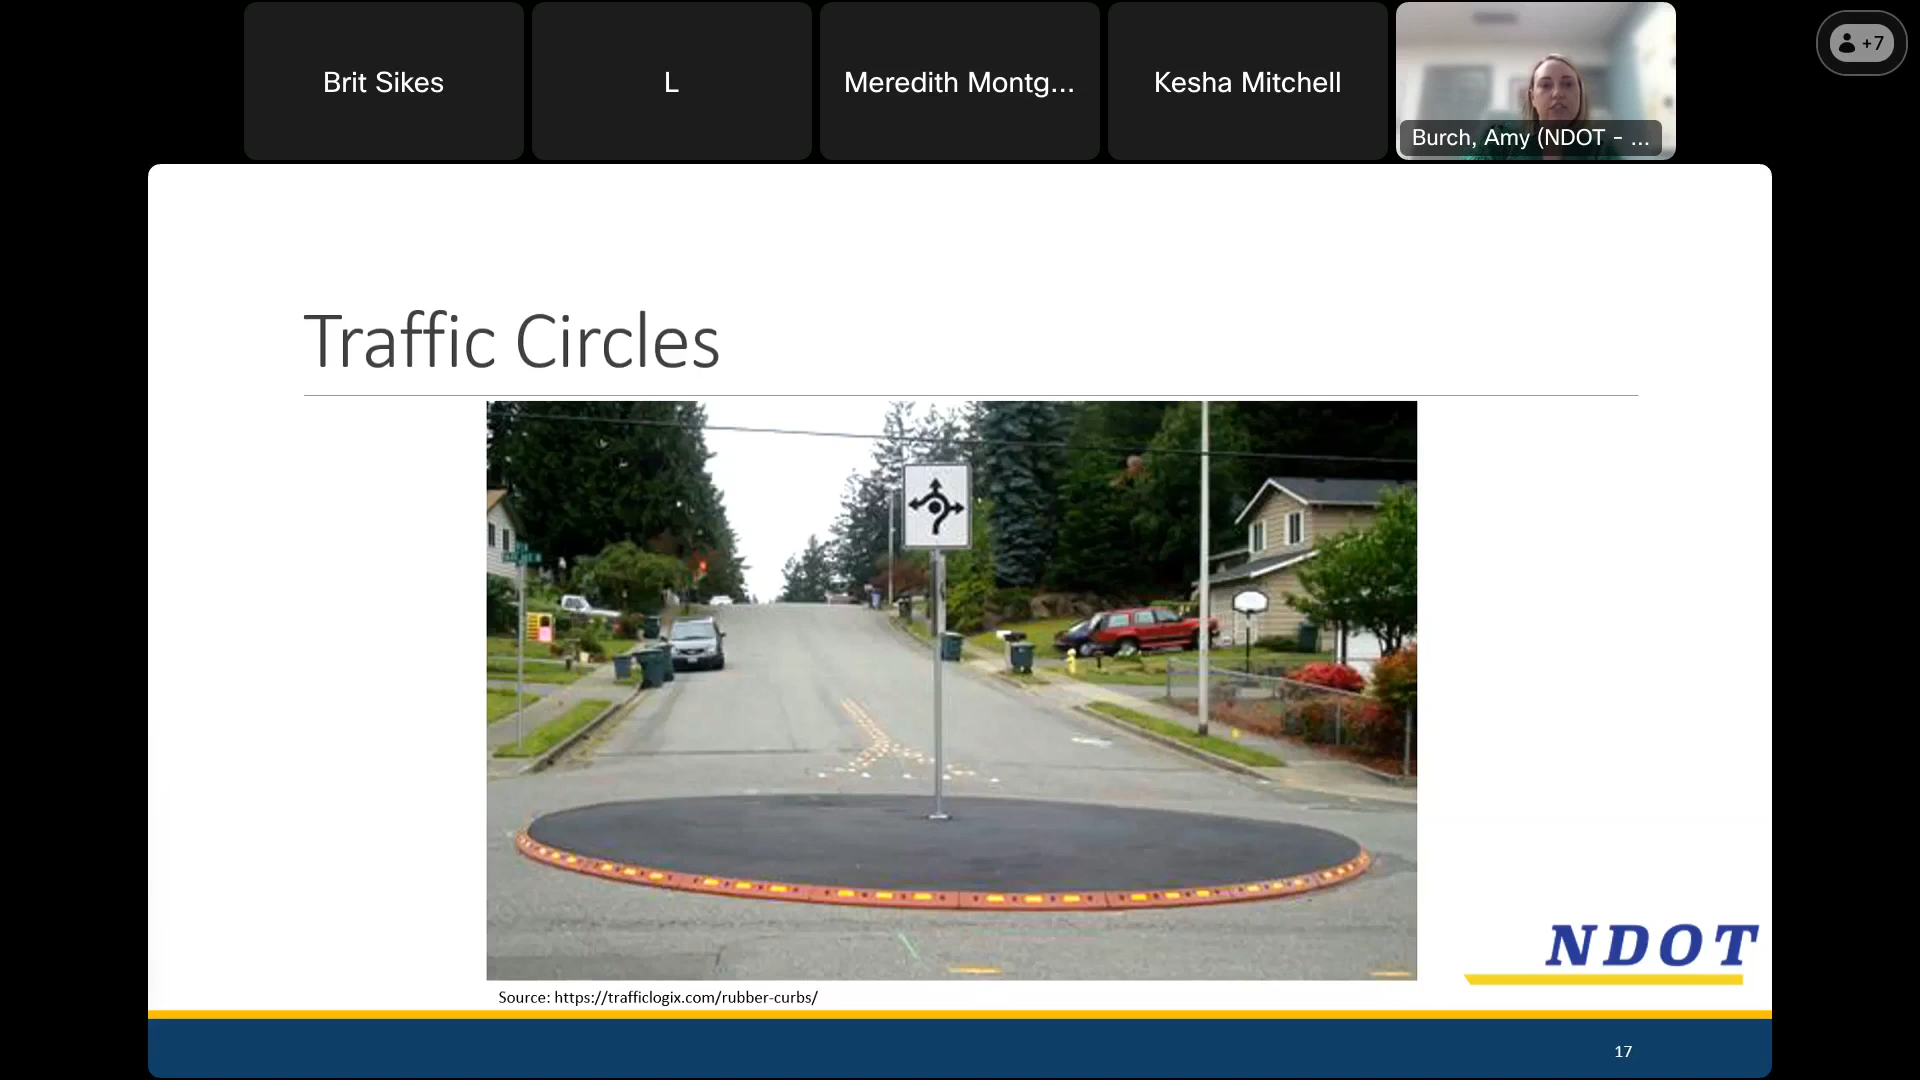 Brit Sikes
L
Meredith Montg...
Kesha Mitchell
Burch, Amy (NDOT - ...
+7
Traffic Circles
Source: https://trafficlogix.com/rubber-curbs/
NDOT
17